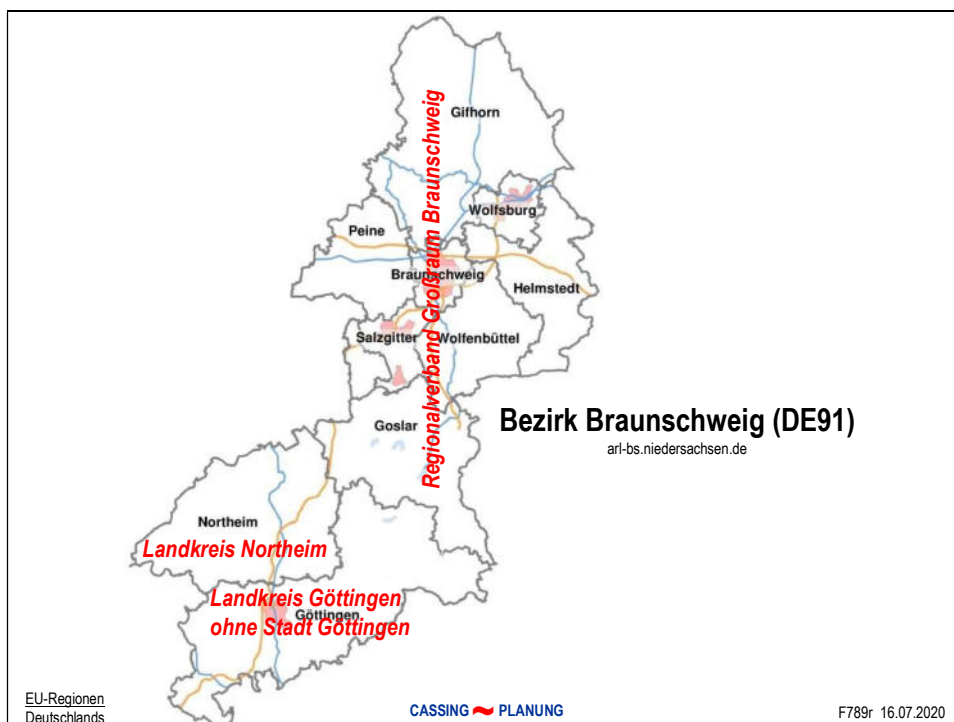 Gifhorn
Regionalverband Großraum Braunschweig
Wolfsburg
Peine
Braunschweig
Helmstedt
Salzgitter
Wolfenbüttel
Bezirk Braunschweig (DE91)
arl-bs.niedersachsen.de
Goslar
Northeim
Landkreis Northeim
Landkreis Göttingen
Göttingen
ohne Stadt Göttingen
EU-Regionen
Deutschlands
CASSING PLANUNG
F789r 16.07.2020